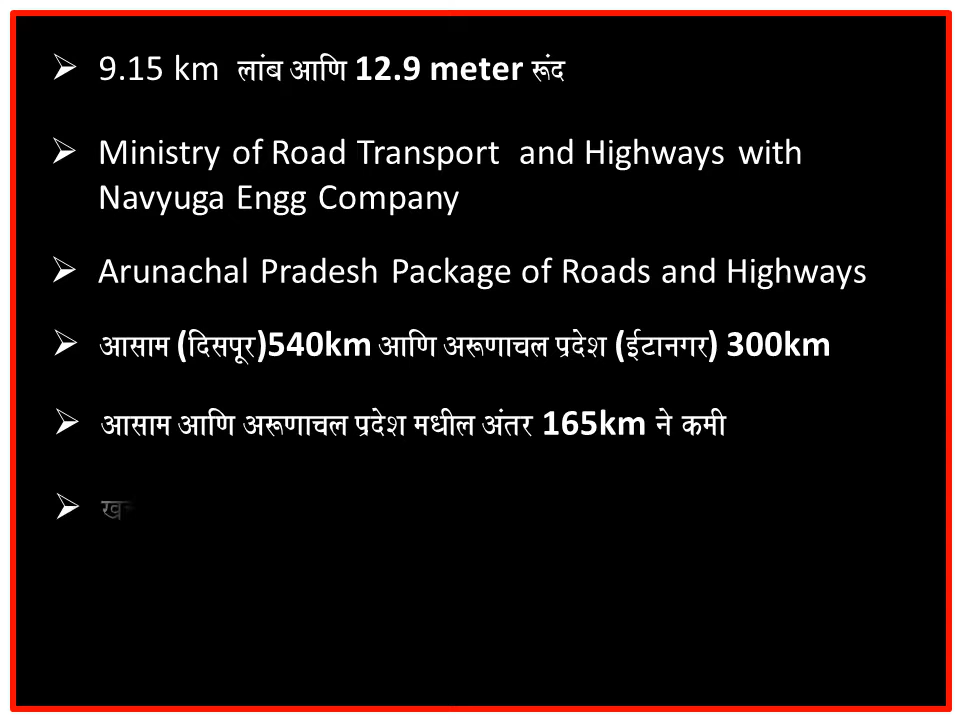 ➢ 9.15 km लांब आणि 12.9 meter रूंद
➢ Ministry of Road Transport and Highways with
Navyuga Engg Company
➢ Arunachal Pradesh Package of Roads and Highways
➢ आसाम (दिसपूर)540km आणि अरूणाचल प्रदेश (ईटानगर) 300km
➢ आसाम आणि अरूणाचल प्रदेश मधील अंतर 165km ने कमी
➢